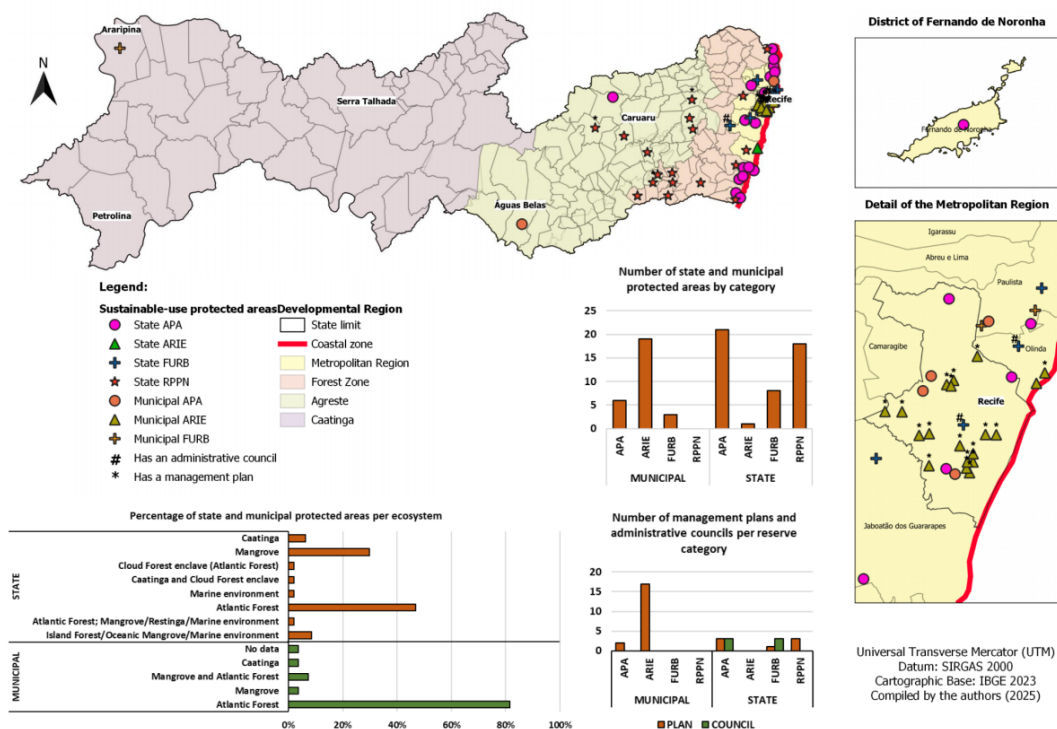 Araripina
N
Serra Talhada
Petrolina
Caruaru
Águas Belas
Recife
#
*
*
District of Fernando de Noronha
Fernando de Noronha
Detail of the Metropolitan Region
Igarassu
Abreu e Lima
Paulista
Camaragibe
Olinda
Recife
Jaboatão dos Guararapes
Legend:
Sustainable-use protected areas
State APA
State ARIE
State FURB
State RPPN
Municipal APA
Municipal ARIE
Municipal FURB
# Has an administrative council
* Has a management plan
Developmental Region
State limit
Coastal zone
Metropolitan Region
Forest Zone
Agreste
Caatinga
Number of state and municipal
protected areas by category
25
20
15
10
5
0
APA
ARIE
FURB
RPPN
APA
ARIE
FURB
RPPN
MUNICIPAL
STATE
Percentage of state and municipal protected areas per ecosystem
STATE
Caatinga
Mangrove
Cloud Forest enclave (Atlantic Forest)
Caatinga and Cloud Forest enclave
Marine environment
Atlantic Forest
Atlantic Forest; Mangrove/Restinga/Marine environment
Island Forest/Oceanic Mangrove/Marine environment
MUNICIPAL
No data
Caatinga
Mangrove and Atlantic Forest
Mangrove
Atlantic Forest
0%
20%
40%
60%
80%
100%
Number of management plans and
administrative councils per reserve
category
20
15
10
5
0
APA
ARIE
FURB
RPPN
APA
ARIE
FURB
RPPN
MUNICIPAL
STATE
PLAN
COUNCIL
Universal Transverse Mercator (UTM)
Datum: SIRGAS 2000
Cartographic Base: IBGE 2023
Compiled by the authors (2025)